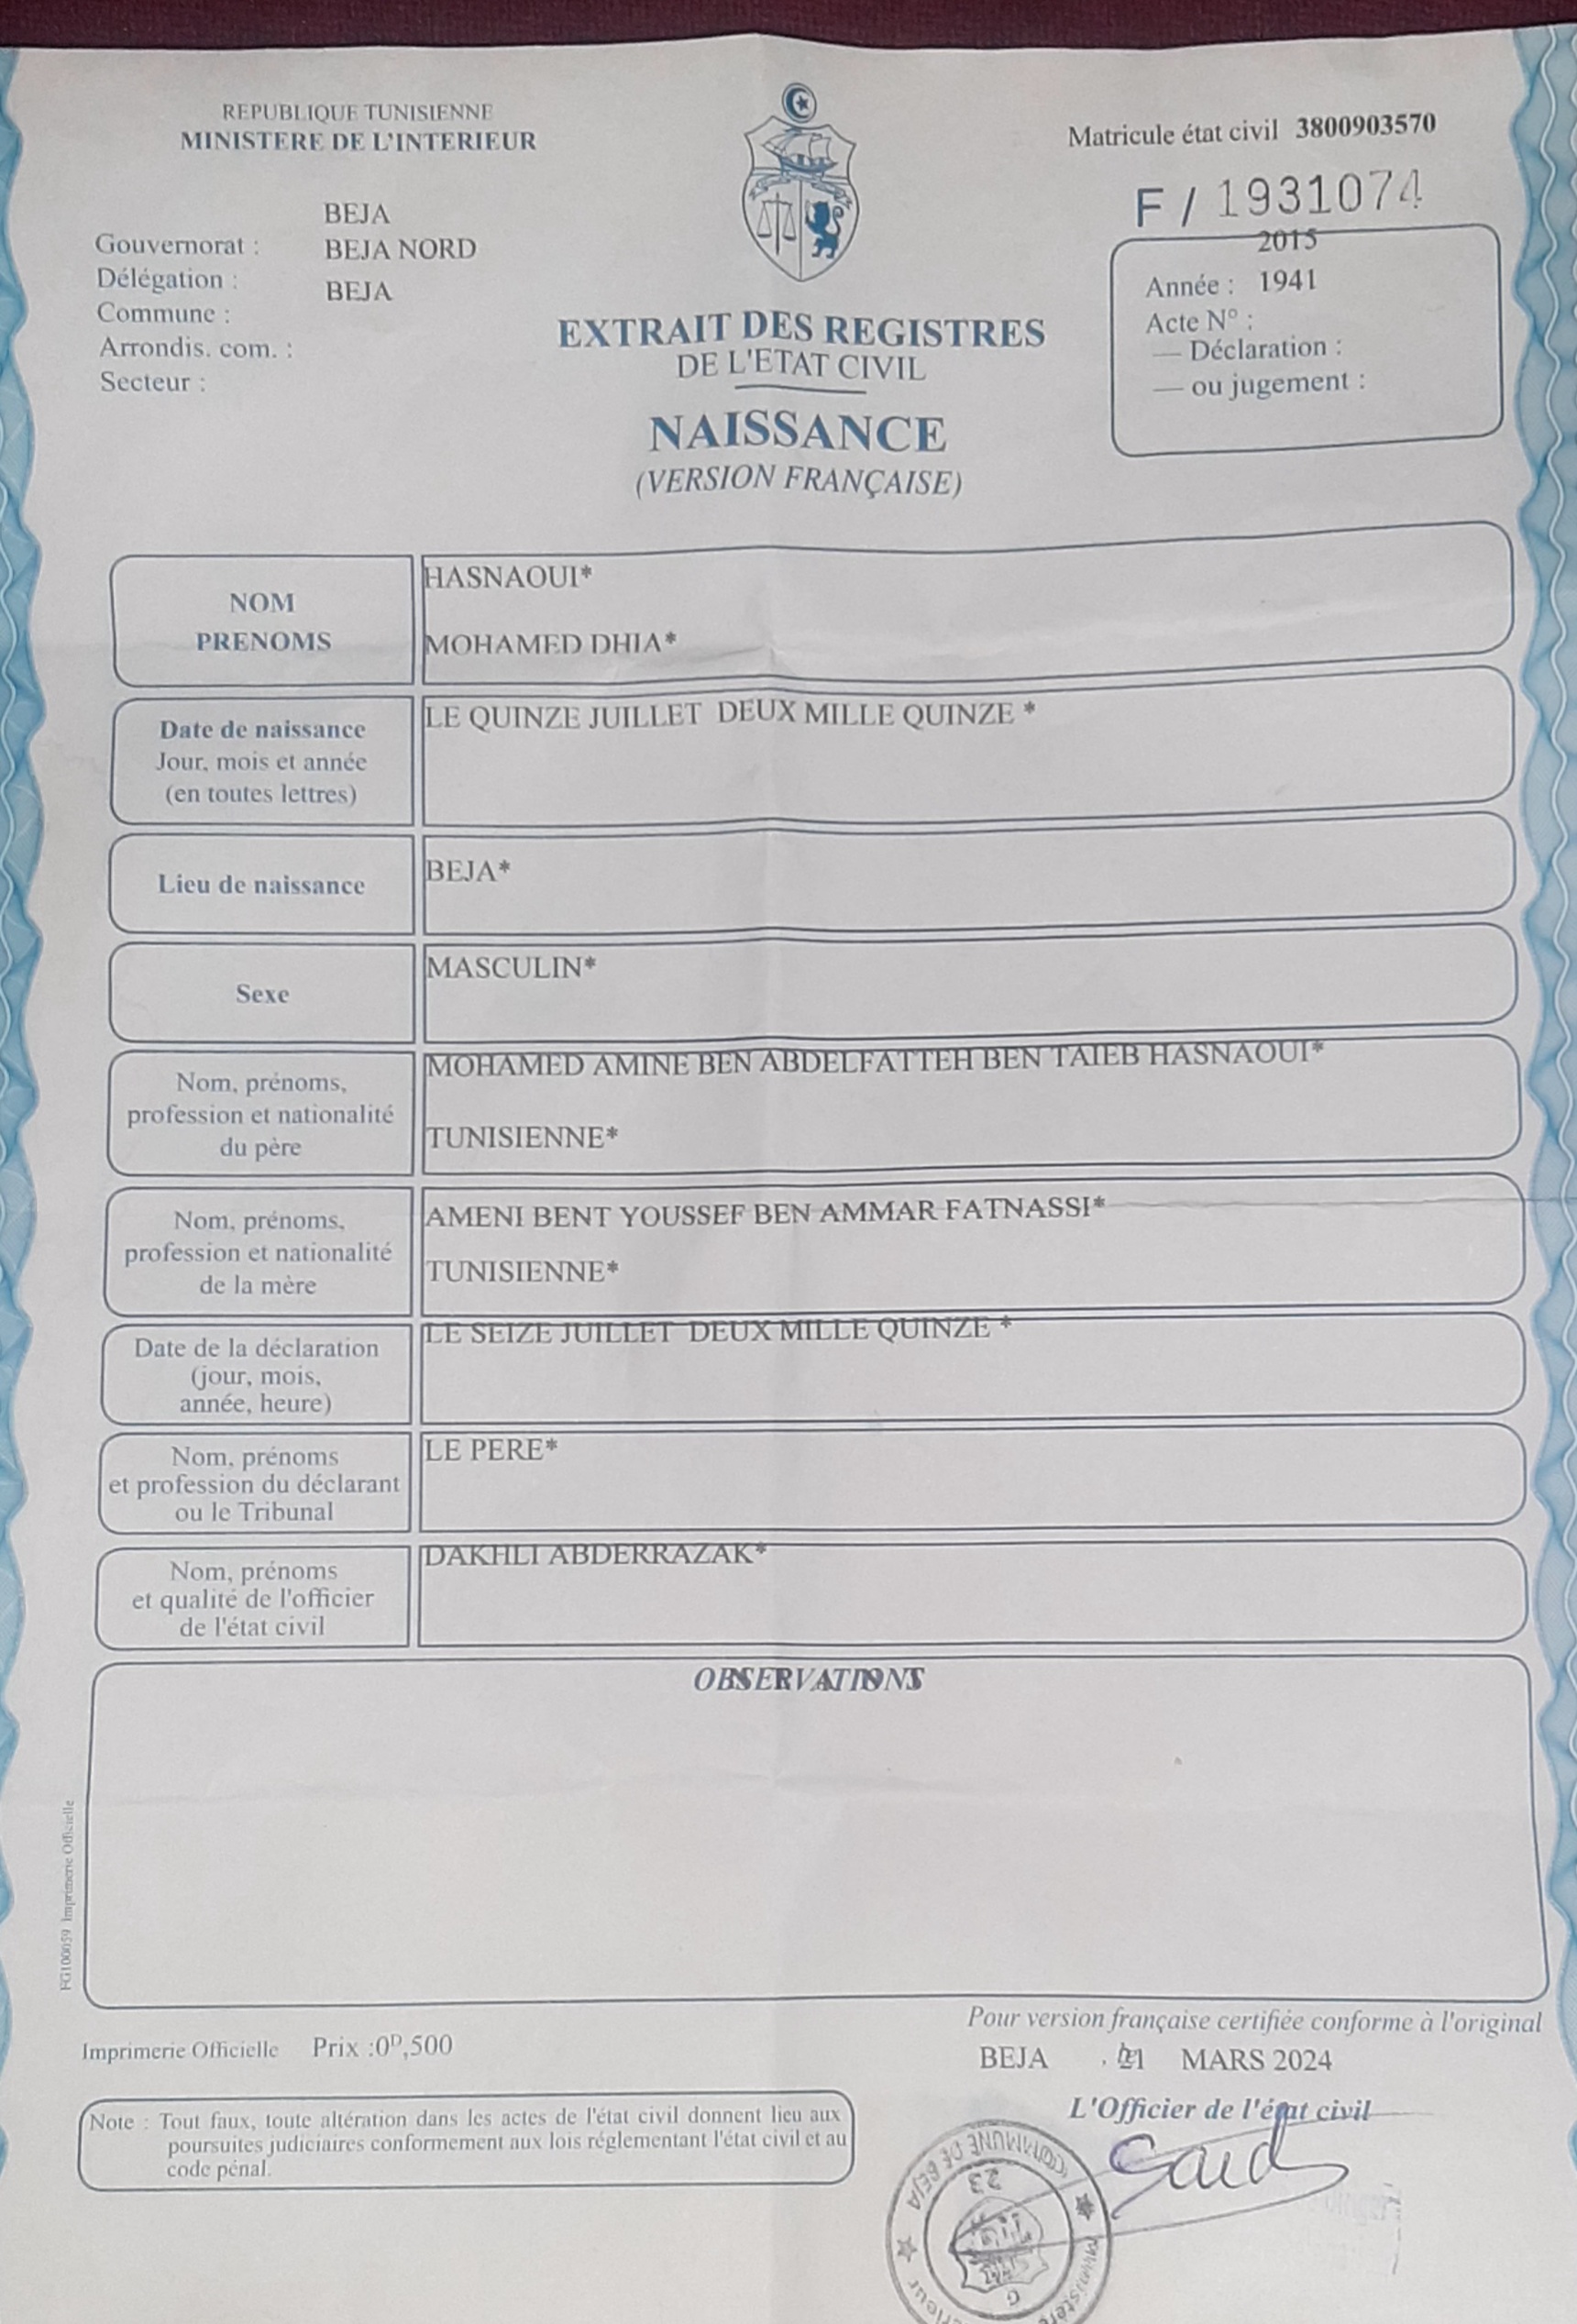 REPUBLIQUE TUNISIENNE
MINISTERE DE L'INTERIEUR
Matricule état civil 3800903570
F / 1931074
BEJA
Gouvernorat : BEJA NORD
Délégation :
BEJA
Commune :
Arrondis. com. :
Secteur :
2015
Année : 1941
Acte N° :
— Déclaration :
— ou jugement :
EXTRAIT DES REGISTRES
DE L'ETAT CIVIL
NAISSANCE
(VERSION FRANÇAISE)
NOM
PRENOMS
HASNAOUI*
MOHAMED DHIA*
Date de naissance
Jour, mois et année
(en toutes lettres)
LE QUINZE JUILLET DEUX MILLE QUINZE *
Lieu de naissance
BEJA*
Sexe
MASCULIN*
Nom, prénoms,
profession et nationalité
du père
MOHAMED AMINE BEN ABDELFATTEH BEN TAIEB HASNAOUI*
TUNISIENNE*
Nom, prénoms,
profession et nationalité
de la mère
AMENI BENT YOUSSEF BEN AMMAR FATNASSI*
TUNISIENNE*
Date de la déclaration
(jour, mois,
année, heure)
LE SEIZE JUILLET DEUX MILLE QUINZE *
Nom, prénoms
et profession du déclarant
ou le Tribunal
LE PERE*
Nom, prénoms
et qualité de l'officier
de l'état civil
DAKHLI ABDERRAZAK*
OBSERVATIONS
FG100059 Imprimerie Officielle
Pour version française certifiée conforme à l'original
Imprimerie Officielle Prix :0D,500
BEJA MARS 2024
L'Officier de l'état civil
Note : Tout faux, toute altération dans les actes de l'état civil donnent lieu aux
poursuites judiciaires conformement aux lois réglementant l'état civil et au
code pénal.
COMMUNE DE BEJA
23